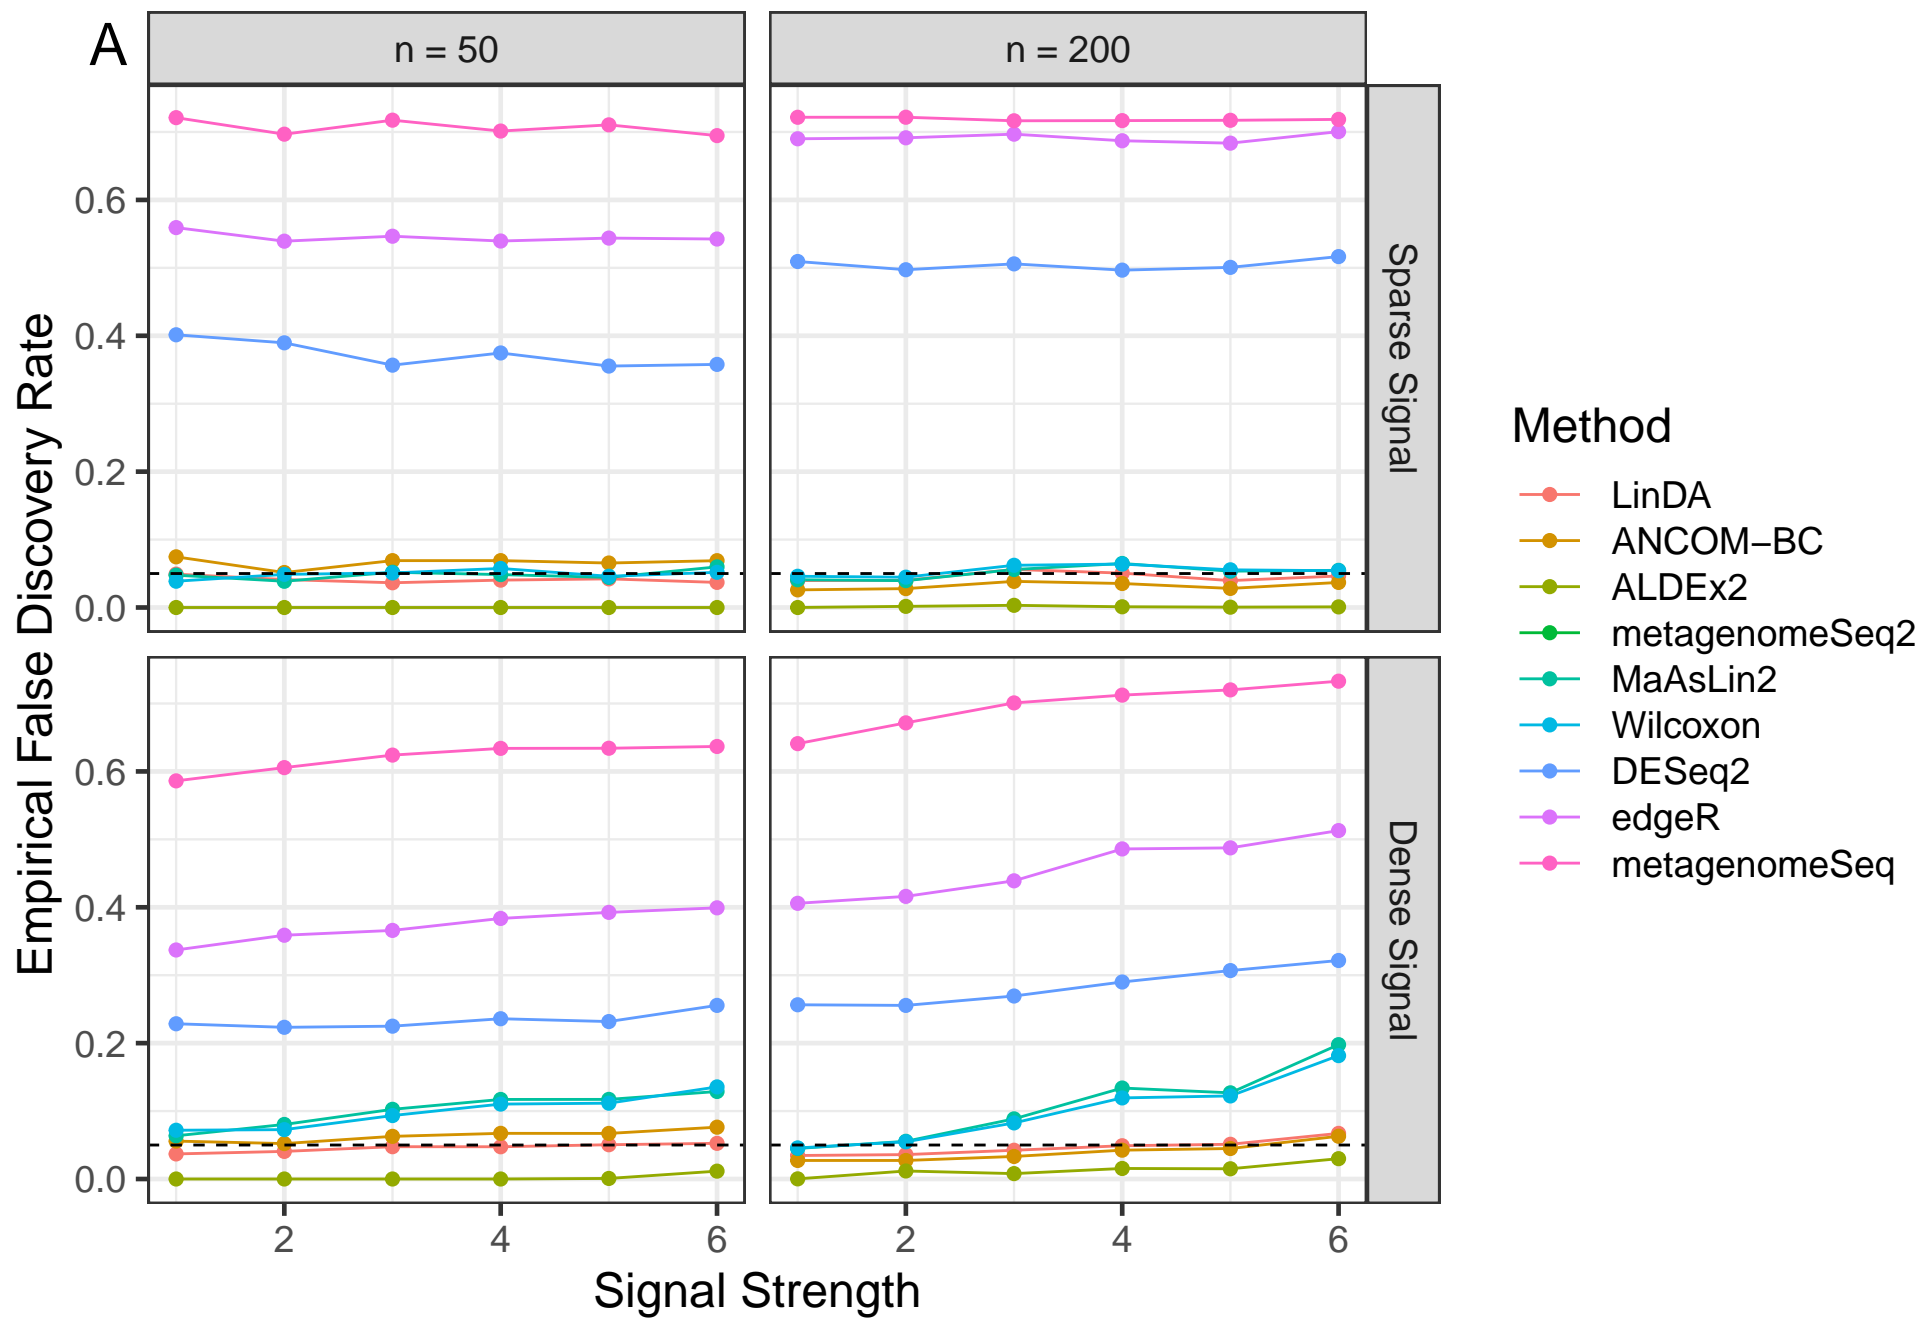 A
n = 50
n = 200
Empirical False Discovery Rate
0.6
0.4
0.2
0.0
Sparse Signal
0.6
0.4
0.2
0.0
Dense Signal
2
4
6
2
4
6
Signal Strength
Method
LinDA
ANCOM−BC
ALDEx2
metagenomeSeq2
MaAsLin2
Wilcoxon
DESeq2
edgeR
metagenomeSeq